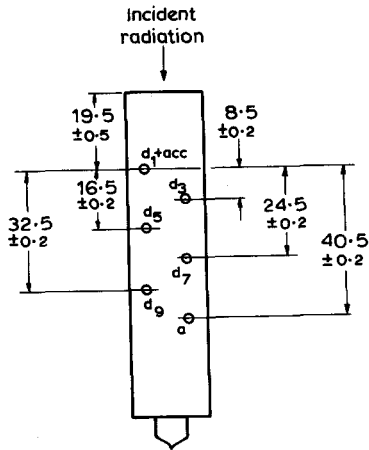 Incident
radiation
19.5
±0.5
8.5
±0.2
d₁+acc
16.5
±0.2
d₃
32.5
±0.2
d₅
24.5
±0.2
40.5
±0.2
d₇
d₉
a